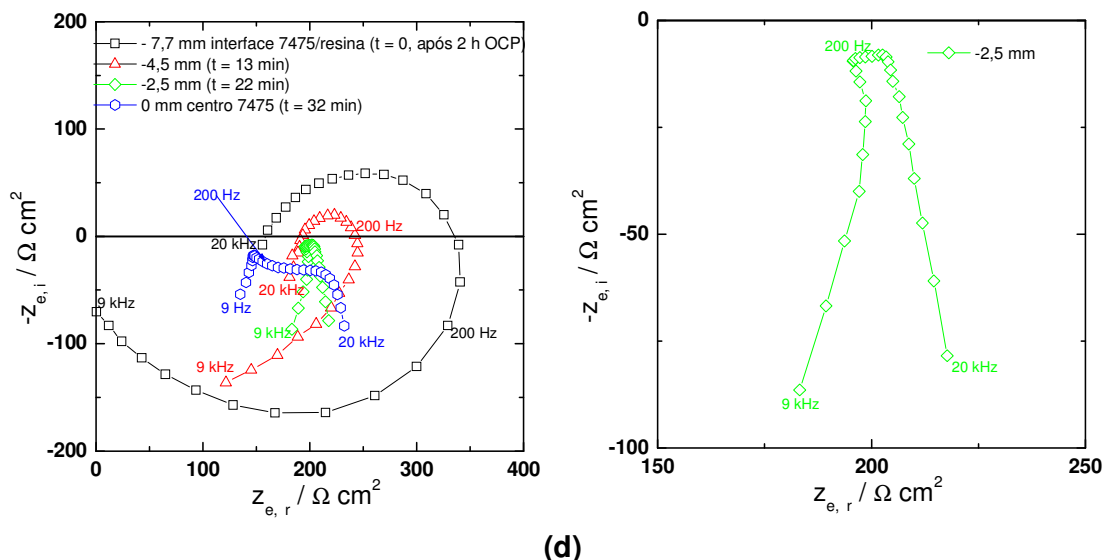 200
100
0
-100
-200
0
100
200
300
400
-z e, i / Ω cm²
z e, r / Ω cm²
- 7,7 mm interface 7475/resina (t = 0, após 2 h OCP)
-4,5 mm (t = 13 min)
-2,5 mm (t = 22 min)
0 mm centro 7475 (t = 32 min)
200 Hz
20 kHz
200 Hz
20 kHz
9 Hz
9 kHz
200 Hz
9 kHz
20 kHz
9 kHz
0
-50
-100
150
200
250
-z e, i / Ω cm²
z e, r / Ω cm²
200 Hz
-2,5 mm
20 kHz
9 kHz
(d)